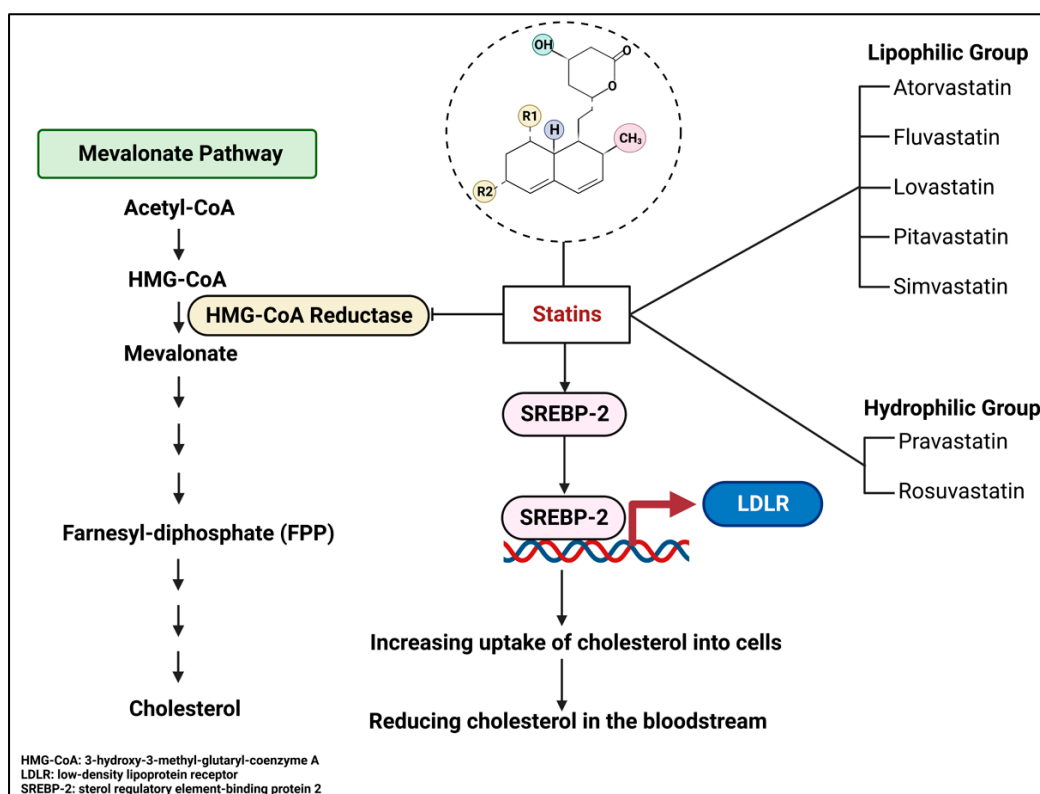 Mevalonate Pathway
Acetyl-CoA
HMG-CoA
HMG-CoA Reductase
Mevalonate
Farnesyl-diphosphate (FPP)
Cholesterol
OH
O
O
R1
H
CH₃
R2
Statins
SREBP-2
SREBP-2
LDLR
Increasing uptake of cholesterol into cells
Reducing cholesterol in the bloodstream
Lipophilic Group
Atorvastatin
Fluvastatin
Lovastatin
Pitavastatin
Simvastatin
Hydrophilic Group
Pravastatin
Rosuvastatin
HMG-CoA: 3-hydroxy-3-methyl-glutaryl-coenzyme A
LDLR: low-density lipoprotein receptor
SREBP-2: sterol regulatory element-binding protein 2